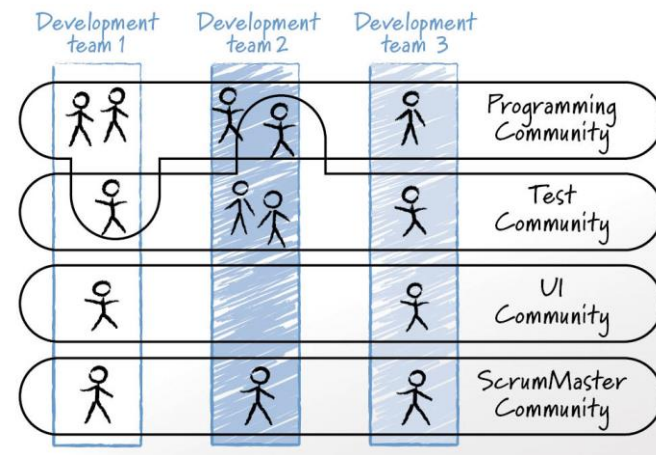 Development
team 1
Development
team 2
Development
team 3
Programming
Community
Test
Community
UI
Community
ScrumMaster
Community